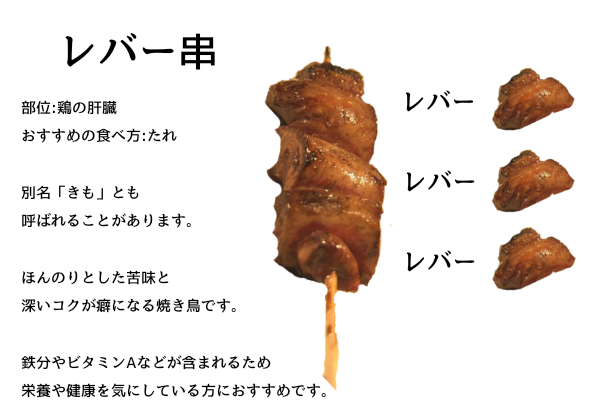 レバー串
部位:鶏の肝臓
おすすめの食べ方:たれ
別名「きも」とも
呼ばれることがあります。
ほんのりとした苦味と
深いコクが癖になる焼き鳥です。
鉄分やビタミンAなどが含まれるため
栄養や健康を気にしている方におすすめです。
レバー
レバー
レバー